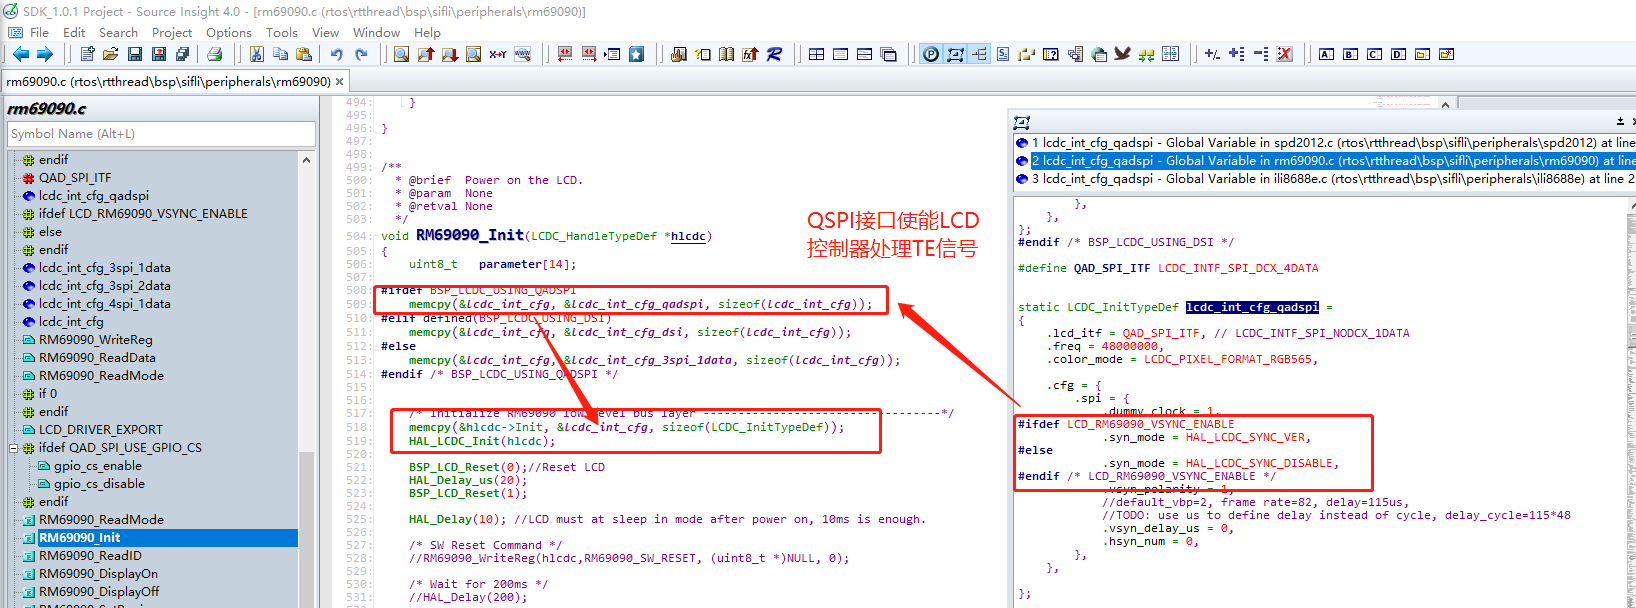 SDK_1.0.1 Project - Source Insight 4.0 - [rm69090.c (rtos\rtthread\bsp\sifli\peripherals\rm69090)]
File Edit Search Project Options Tools View Window Help
rm69090.c (rtos\rtthread\bsp\sifli\peripherals\rm69090)
rm69090.c
Symbol Name (Alt+L)
endif
QAD_SPI_ITF
lcdc_int_cfg_qadspi
ifdef LCD_RM69090_VSYNC_ENABLE
else
endif
lcdc_int_cfg_3spi_1data
lcdc_int_cfg_3spi_2data
lcdc_int_cfg_4spi_1data
lcdc_int_cfg
RM69090_WriteReg
RM69090_ReadData
RM69090_ReadMode
if 0
endif
LCD_DRIVER_EXPORT
ifdef QAD_SPI_USE_GPIO_CS
gpio_cs_enable
gpio_cs_disable
endif
RM69090_ReadMode
RM69090_Init
RM69090_ReadID
RM69090_DisplayOn
RM69090_DisplayOff
494: }
495:
496: }
497:
498:
499: /**
500: * @brief Power on the LCD.
501: * @param None
502: * @retval None
503: */
504: void RM69090_Init(LCDC_HandleTypeDef *hlcdc)
505: {
506: uint8_t parameter[14];
507:
508: #ifdef BSP_LCDC_USING_QADSPI
509: memcpy(&lcdc_int_cfg, &lcdc_int_cfg_qadspi, sizeof(lcdc_int_cfg));
510: #elif defined(BSP_LCDC_USING_DSI)
511: memcpy(&lcdc_int_cfg, &lcdc_int_cfg_dsi, sizeof(lcdc_int_cfg));
512: #else
513: memcpy(&lcdc_int_cfg, &lcdc_int_cfg_3spi_1data, sizeof(lcdc_int_cfg));
514: #endif /* BSP_LCDC_USING_QADSPI */
515:
516:
517: /* Initialize RM69090 low level bus layer ----------------------------------*/
518: memcpy(&hlcdc->Init, &lcdc_int_cfg, sizeof(LCDC_InitTypeDef));
519: HAL_LCDC_Init(hlcdc);
520:
521: BSP_LCD_Reset(0);//Reset LCD
522: HAL_Delay_us(20);
523: BSP_LCD_Reset(1);
524:
525: HAL_Delay(10); //LCD must at sleep in mode after power on, 10ms is enough.
526:
527: /* SW Reset Command */
528: //RM69090_WriteReg(hlcdc,RM69090_SW_RESET, (uint8_t *)NULL, 0);
529:
530: /* Wait for 200ms */
531: //HAL_Delay(200);
QSPI接口使能LCD
控制器处理TE信号
1 lcdc_int_cfg_qadspi - Global Variable in spd2012.c (rtos\rtthread\bsp\sifli\peripherals\spd2012) at line
2 lcdc_int_cfg_qadspi - Global Variable in rm69090.c (rtos\rtthread\bsp\sifli\peripherals\rm69090) at line
3 lcdc_int_cfg_qadspi - Global Variable in ili8688e.c (rtos\rtthread\bsp\sifli\peripherals\ili8688e) at line 2
},
},
};
#endif /* BSP_LCDC_USING_DSI */
#define QAD_SPI_ITF LCDC_INTF_SPI_DCX_4DATA
static LCDC_InitTypeDef lcdc_int_cfg_qadspi =
{
.lcd_itf = QAD_SPI_ITF, // LCDC_INTF_SPI_NODCX_1DATA
.freq = 48000000,
.color_mode = LCDC_PIXEL_FORMAT_RGB565,
.cfg = {
.spi = {
.dummy_clock = 1,
#ifdef LCD_RM69090_VSYNC_ENABLE
.syn_mode = HAL_LCDC_SYNC_VER,
#else
.syn_mode = HAL_LCDC_SYNC_DISABLE,
#endif /* LCD_RM69090_VSYNC_ENABLE */
.vsyn_polarity = 1,
//default_vbp=2, frame rate=82, delay=115us,
//TODO: use us to define delay instead of cycle, delay_cycle=115*48
.vsyn_delay_us = 0,
.hsyn_num = 0,
},
},
};